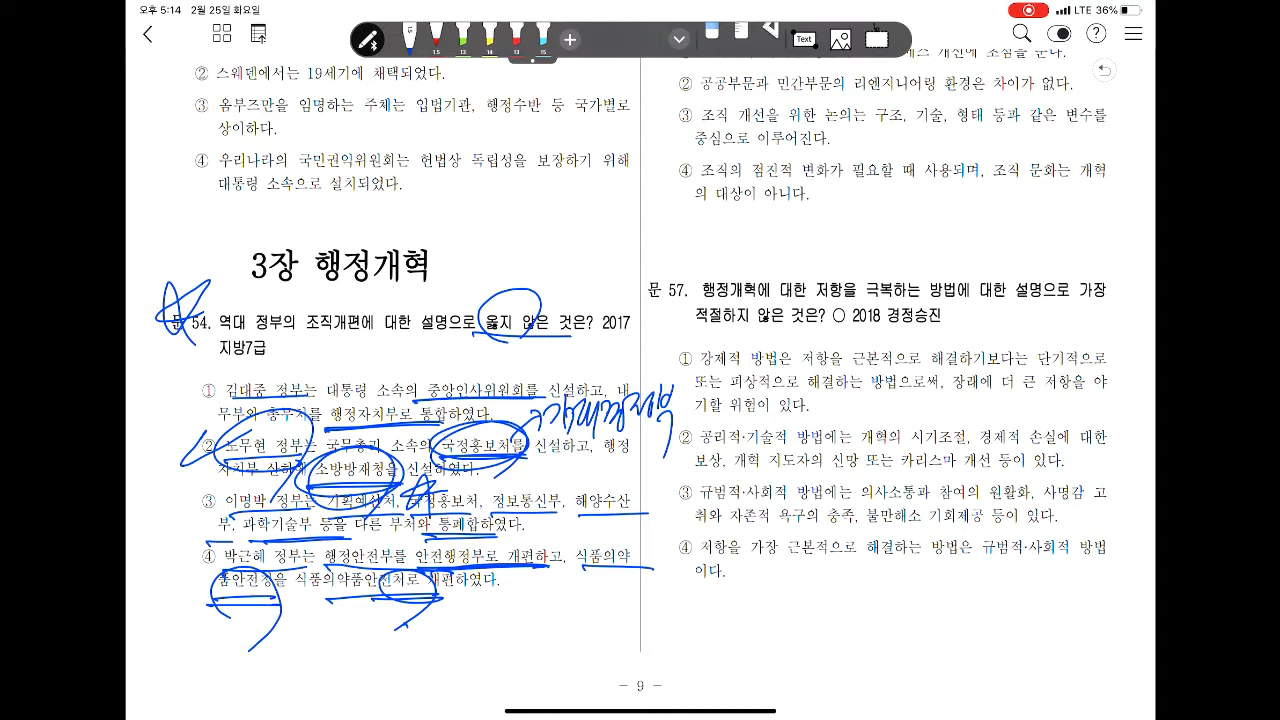 오후 5:14 2월 25일 화요일
LTE 36%
1.5 13 14 13 15
Text
② 스웨덴에서는 19세기에 채택되었다.
③ 옴부즈만을 임명하는 주체는 입법기관, 행정수반 등 국가별로
상이하다.
④ 우리나라의 국민권익위원회는 헌법상 독립성을 보장하기 위해
대통령 소속으로 설치되었다.
3장 행정개혁
문 54. 역대 정부의 조직개편에 대한 설명으로 옳지 않은 것은? 2017
지방7급
① 김대중 정부는 대통령 소속의 중앙인사위원회를 신설하고, 내
무부와 총무처를 행정자치부로 통합하였다.
② 노무현 정부는 국무총리 소속의 국정홍보처를 신설하고, 행정
자치부 산하에 소방방재청을 신설하였다.
③ 이명박 정부는 기획예산처, 국정홍보처, 정보통신부, 해양수산
부, 과학기술부 등을 다른 부처와 통폐합하였다.
④ 박근혜 정부는 행정안전부를 안전행정부로 개편하고, 식품의약
품안전청을 식품의약품안전처로 개편하였다.
개선에 초점을 둔다.
② 공공부문과 민간부문의 리엔지니어링 환경은 차이가 없다.
③ 조직 개선을 위한 논의는 구조, 기술, 형태 등과 같은 변수를
중심으로 이루어진다.
④ 조직의 점진적 변화가 필요할 때 사용되며, 조직 문화는 개혁
의 대상이 아니다.
문 57. 행정개혁에 대한 저항을 극복하는 방법에 대한 설명으로 가장
적절하지 않은 것은? ○ 2018 경정승진
① 강제적 방법은 저항을 근본적으로 해결하기보다는 단기적으로
또는 피상적으로 해결하는 방법으로써, 장래에 더 큰 저항을 야
기할 위험이 있다.
② 공리적·기술적 방법에는 개혁의 시기조절, 경제적 손실에 대한
보상, 개혁 지도자의 신망 또는 카리스마 개선 등이 있다.
③ 규범적·사회적 방법에는 의사소통과 참여의 원활화, 사명감 고
취와 자존적 욕구의 충족, 불만해소 기회제공 등이 있다.
④ 저항을 가장 근본적으로 해결하는 방법은 규범적·사회적 방법
이다.
- 9 -